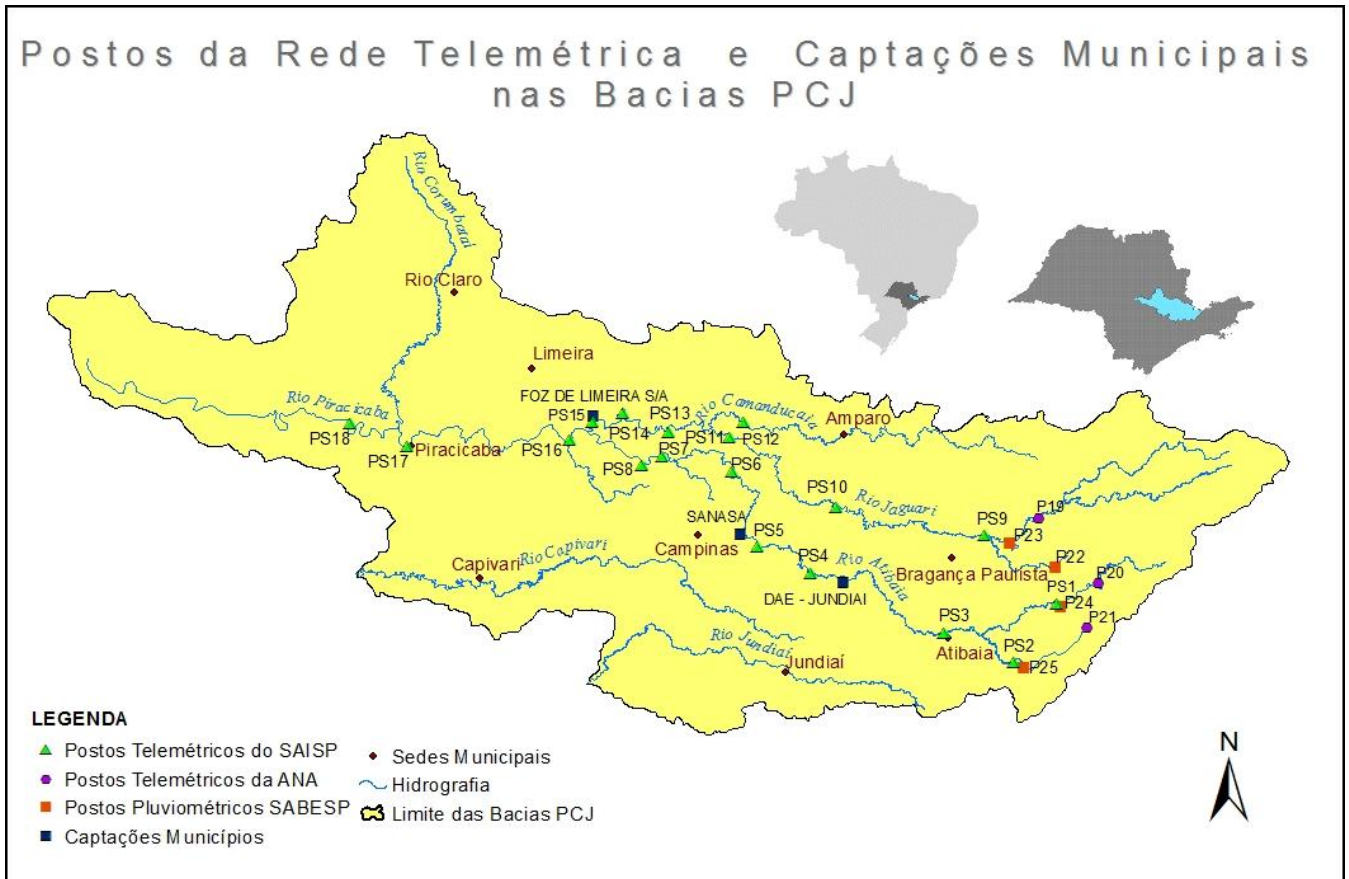 Postos da Rede Telemétrica e Captações Municipais
nas Bacias PCJ
Rio Corumbataí
Rio Claro
Limeira
FOZ DE LIMEIRA S/A
Rio Piracicaba
PS18
PS17
Piracicaba
PS16
PS15
PS14
PS13
Rio Camanducaia
PS11
PS12
Amparo
PS8
PS7
PS6
PS10
Rio Jaguari
PS9
P19
P23
SANASA
PS5
Campinas
Rio Capivari
Capivari
PS4
Rio Atibaia
Bragança Paulista
P22
P20
PS1
P24
P21
DAE - JUNDIAI
PS3
Atibaia
PS2
P25
Rio Jundiaí
Jundiaí
LEGENDA
Postos Telemétricos do SAISP
Postos Telemétricos da ANA
Postos Pluviométricos SABESP
Captações Municípios
Sedes Municipais
Hidrografia
Limite das Bacias PCJ
N